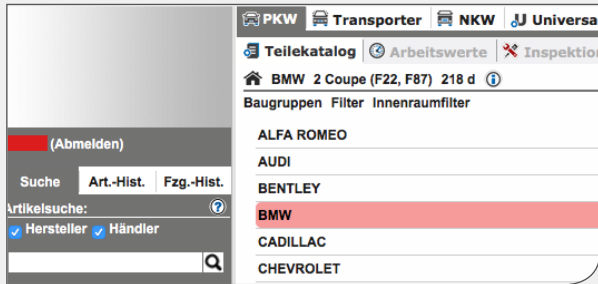 PKW Transporter NKW Universa
Teilekatalog Arbeitswerte Inspektion
BMW 2 Coupe (F22, F87) 218 d
Baugruppen Filter Innenraumfilter
ALFA ROMEO
AUDI
BENTLEY
BMW
CADILLAC
CHEVROLET
(Abmelden)
Suche Art.-Hist. Fzg.-Hist.
Artikelsuche: ?
Hersteller Händler